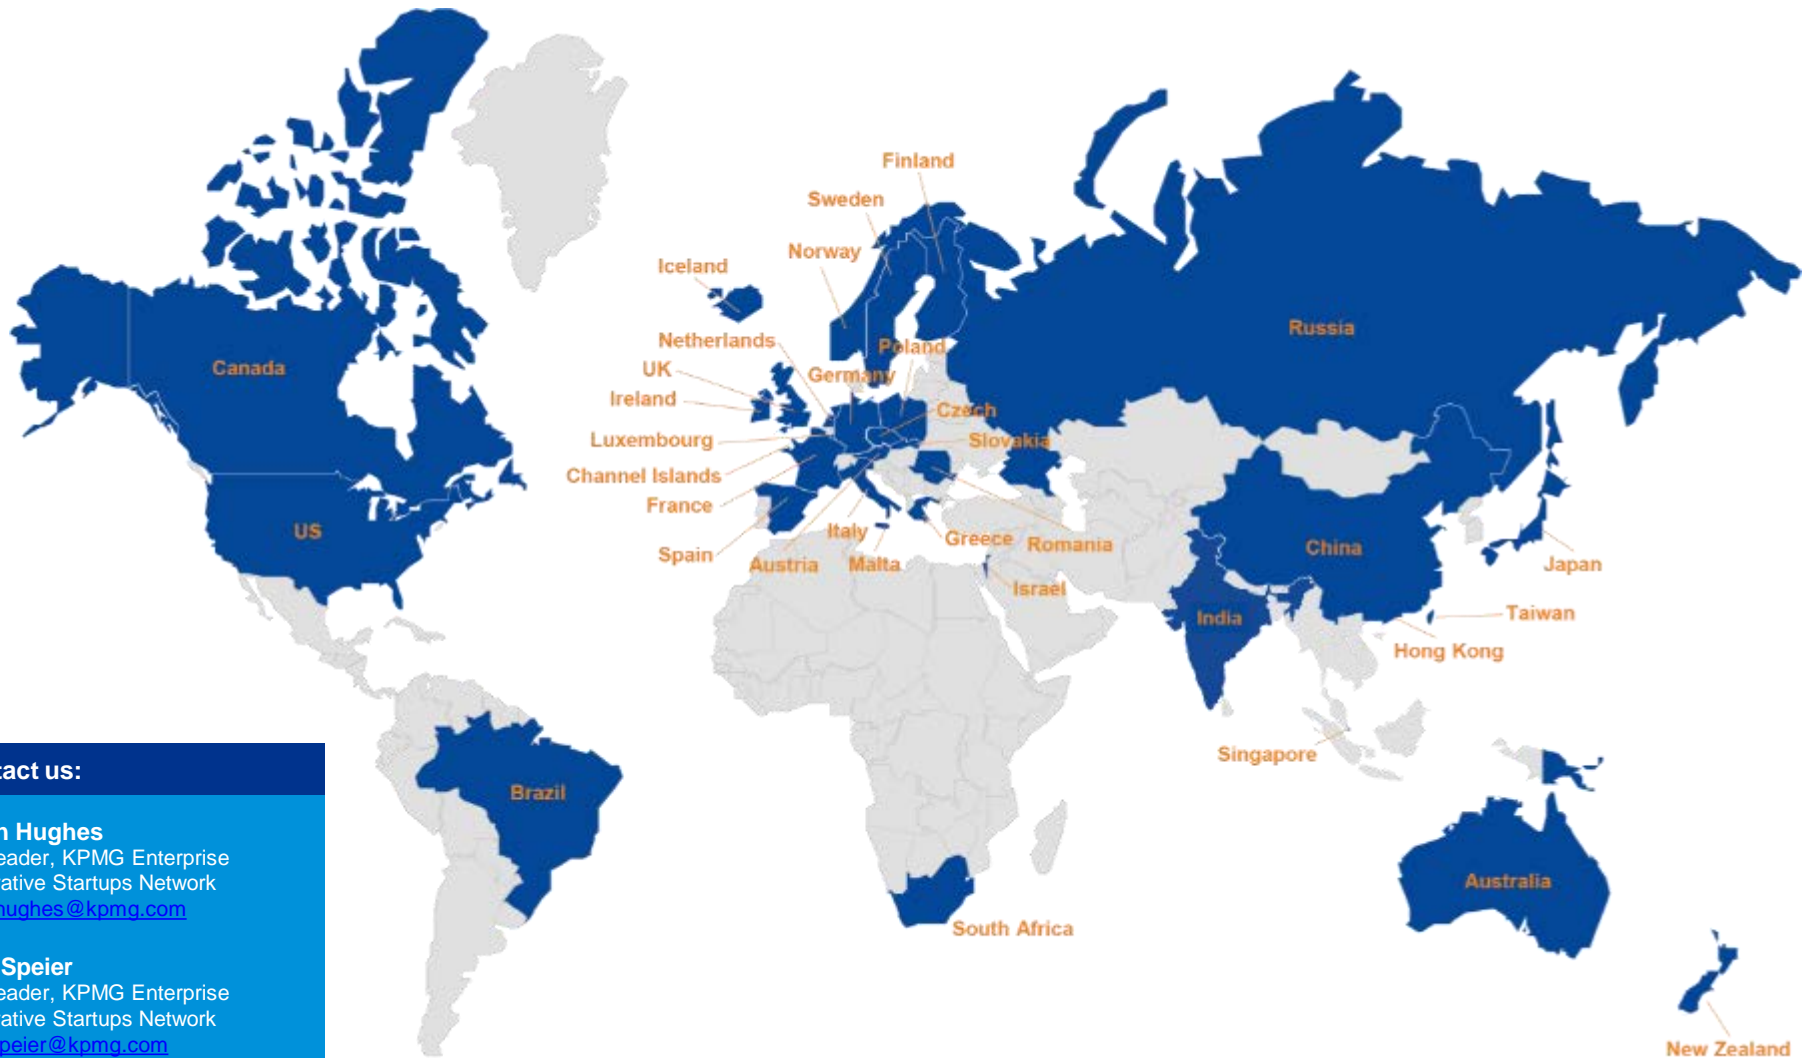 Finland
Sweden
Norway
Iceland
Russia
Netherlands
Poland
UK
Germany
Canada
Ireland
Czech
Luxembourg
Slovakia
Channel Islands
France
US
Italy
Greece
Romania
China
Spain
Austria
Malta
Japan
Israel
India
Taiwan
Hong Kong
Singapore
Brazil
Australia
South Africa
New Zealand
tact us:
n Hughes
eader, KPMG Enterprise
ative Startups Network
hughes@kpmg.com
Speier
eader, KPMG Enterprise
ative Startups Network
peier@kpmg.com